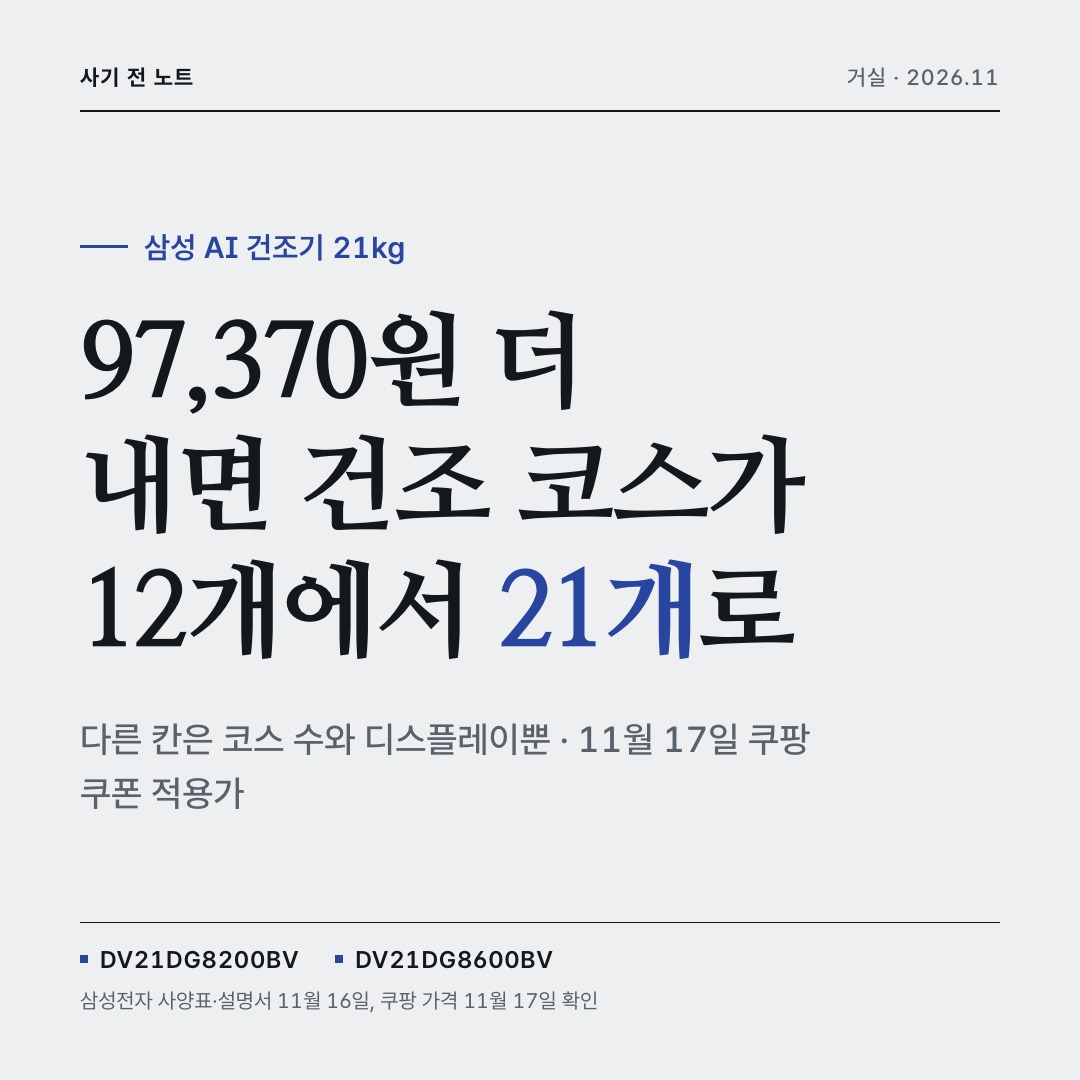 사기 전 노트
거실 · 2026.11
삼성 AI 건조기 21kg
97,370원 더
내면 건조 코스가
12개에서 21개로
다른 칸은 코스 수와 디스플레이뿐 · 11월 17일 쿠팡
쿠폰 적용가
DV21DG8200BV DV21DG8600BV
삼성전자 사양표·설명서 11월 16일, 쿠팡 가격 11월 17일 확인